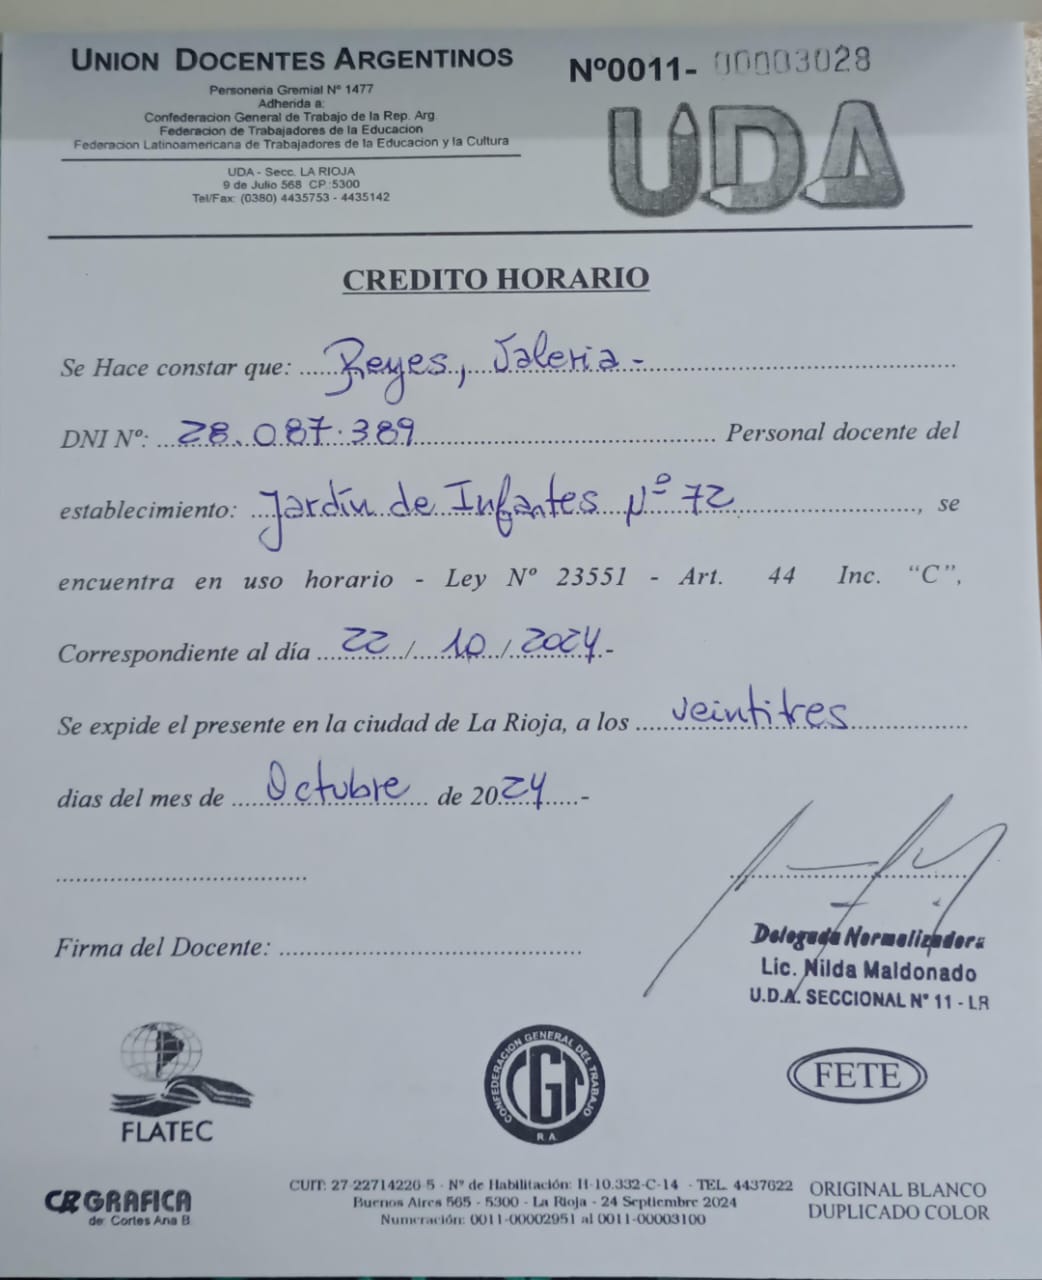 UNION DOCENTES ARGENTINOS
Personeria Gremial Nº 1477
Adherida a:
Confederacion General de Trabajo de la Rep. Arg.
Federacion de Trabajadores de la Educacion
Federacion Latinoamericana de Trabajadores de la Educacion y la Cultura
UDA - Secc. LA RIOJA
9 de Julio 568 CP.:5300
Tel/Fax: (0380) 4435753 - 4435142
Nº0011- 00003028
UDA
CREDITO HORARIO
Se Hace constar que: Reyes, Valeria -
DNI Nº: 28.087.389 Personal docente del
establecimiento: Jardín de Infantes Nº 72, se
encuentra en uso horario - Ley Nº 23551 - Art. 44 Inc. “C”,
Correspondiente al día 22 / 10 / 2024.-
Se expide el presente en la ciudad de La Rioja, a los veintitres
dias del mes de Octubre de 2024.-
Firma del Docente:
Delegada Normalizadora
Lic. Nilda Maldonado
U.D.A. SECCIONAL Nº 11 - LR
FLATEC
CONFEDERACION GENERAL DEL TRABAJO
CGT
R.A.
FETE
CR GRAFICA
de: Cortes Ana B.
CUIT: 27-22714220-5 - Nº de Habilitación: H-10.332-C-14 - TEL. 4437622
Buenos Aires 565 - 5300 - La Rioja - 24 Septiembre 2024
Numeración: 0011-00002951 al 0011-00003100
ORIGINAL BLANCO
DUPLICADO COLOR